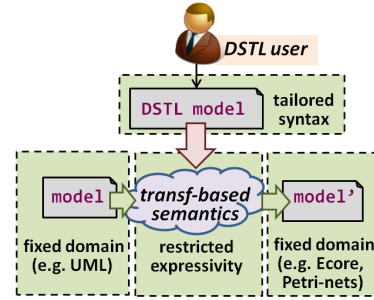 DSTL user
DSTL model
tailored
syntax
model
transf-based
semantics
model’
fixed domain
(e.g. UML)
restricted
expressivity
fixed domain
(e.g. Ecore,
Petri-nets)